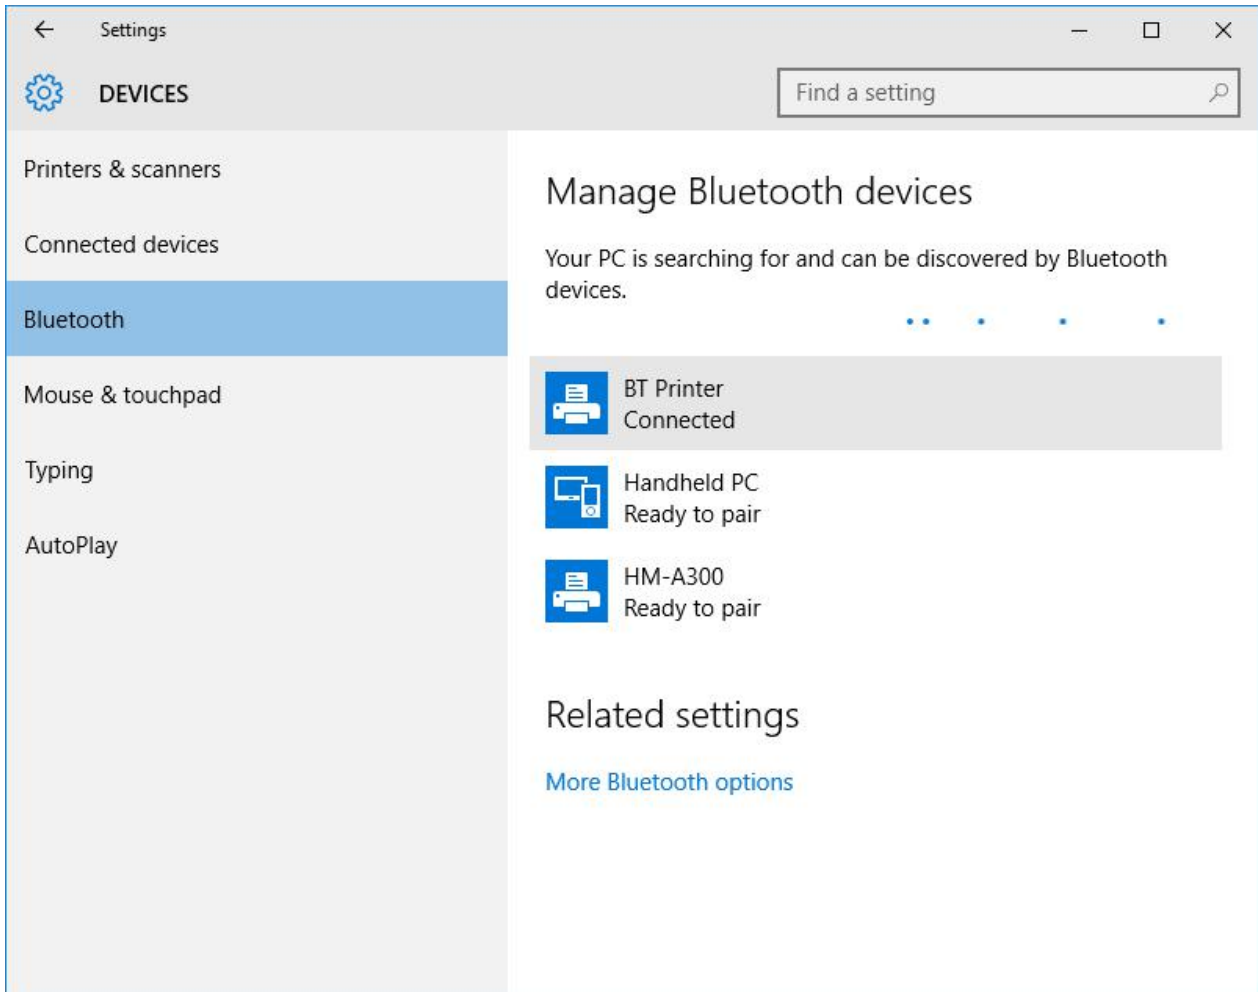 Settings
DEVICES
Find a setting
Printers & scanners
Connected devices
Bluetooth
Mouse & touchpad
Typing
AutoPlay
Manage Bluetooth devices
Your PC is searching for and can be discovered by Bluetooth
devices.
BT Printer
Connected
Handheld PC
Ready to pair
HM-A300
Ready to pair
Related settings
More Bluetooth options